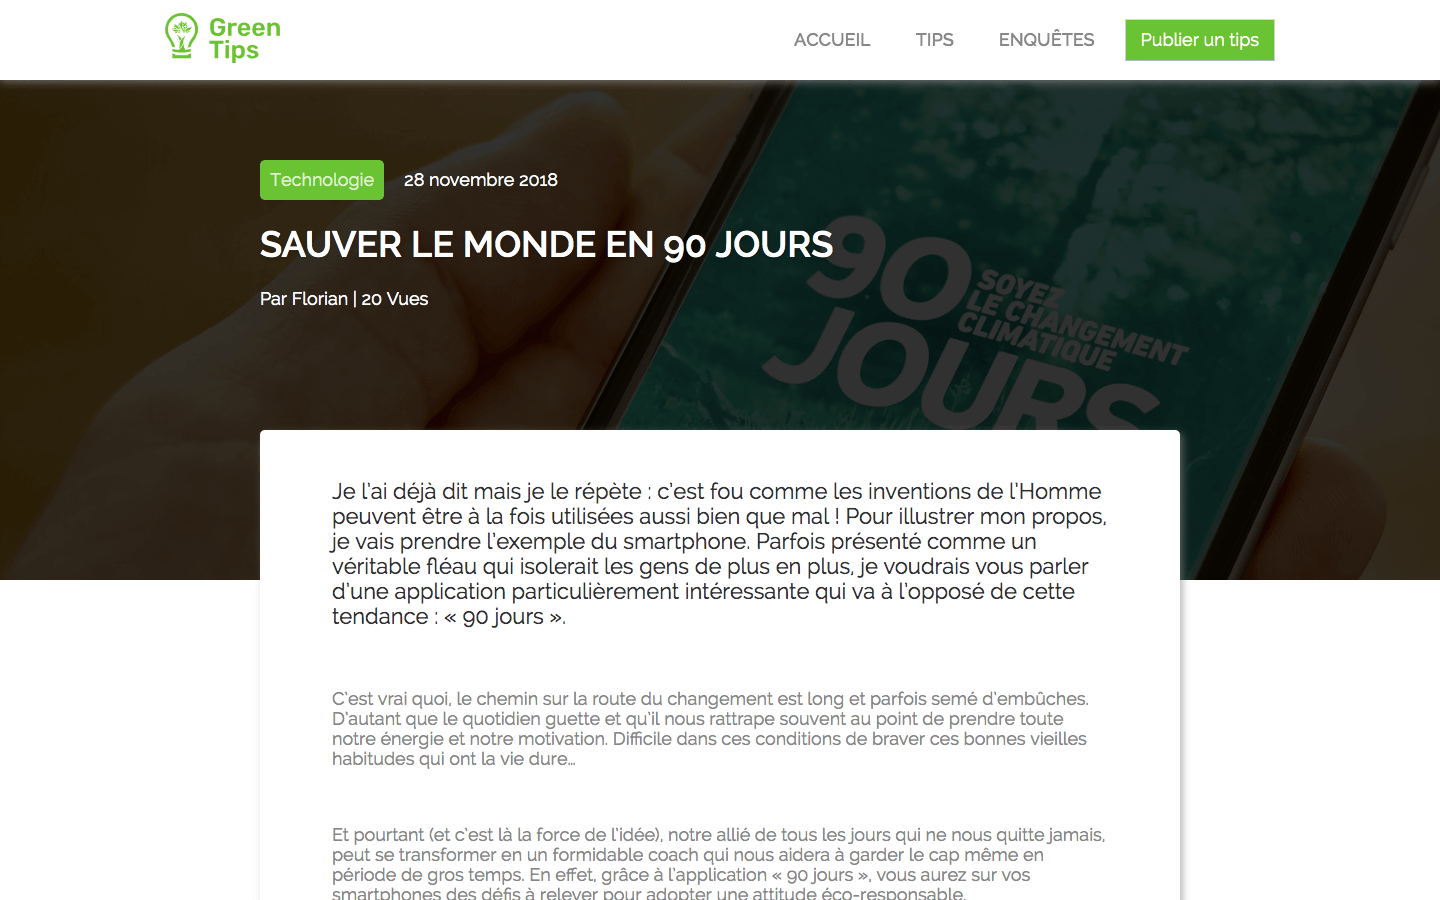 Green
Tips
ACCUEIL
TIPS
ENQUÊTES
Publier un tips
Technologie
28 novembre 2018
SAUVER LE MONDE EN 90 JOURS
Par Florian | 20 Vues
90
JOURS
SOYEZ
LE CHANGEMENT
CLIMATIQUE
Je l’ai déjà dit mais je le répète : c’est fou comme les inventions de l’Homme
peuvent être à la fois utilisées aussi bien que mal ! Pour illustrer mon propos,
je vais prendre l’exemple du smartphone. Parfois présenté comme un
véritable fléau qui isolerait les gens de plus en plus, je voudrais vous parler
d’une application particulièrement intéressante qui va à l’opposé de cette
tendance : « 90 jours ».
C’est vrai quoi, le chemin sur la route du changement est long et parfois semé d’embûches.
D’autant que le quotidien guette et qu’il nous rattrape souvent au point de prendre toute
notre énergie et notre motivation. Difficile dans ces conditions de braver ces bonnes vieilles
habitudes qui ont la vie dure…
Et pourtant (et c’est là la force de l’idée), notre allié de tous les jours qui ne nous quitte jamais,
peut se transformer en un formidable coach qui nous aidera à garder le cap même en
période de gros temps. En effet, grâce à l’application « 90 jours », vous aurez sur vos
smartphones des défis à relever pour adopter une attitude éco-responsable.